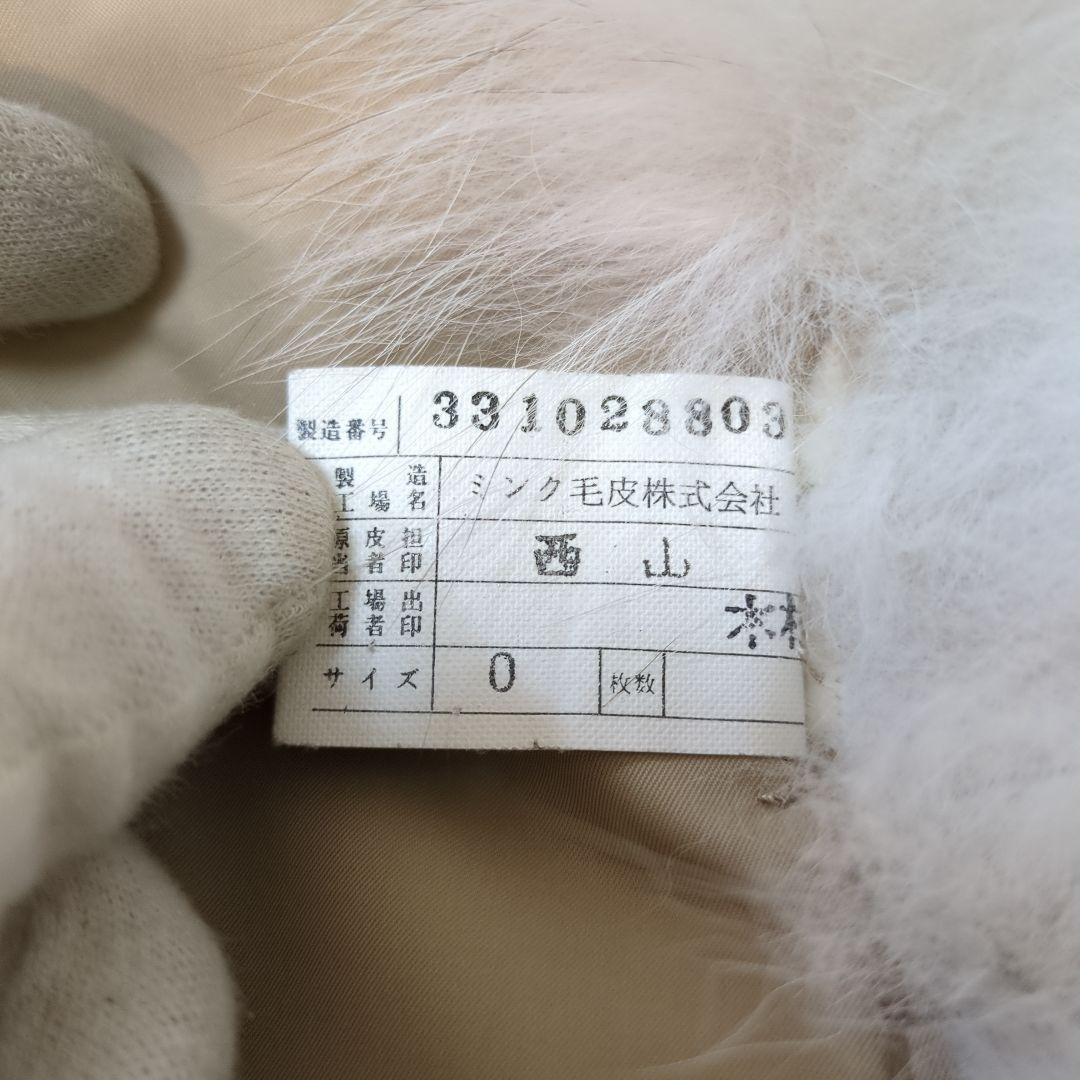 製造番号 331028803
製造
工場名 ミンク毛皮株式会社
原皮担
当者印 西山
工場出
荷者印 木
サイズ 0 枚数